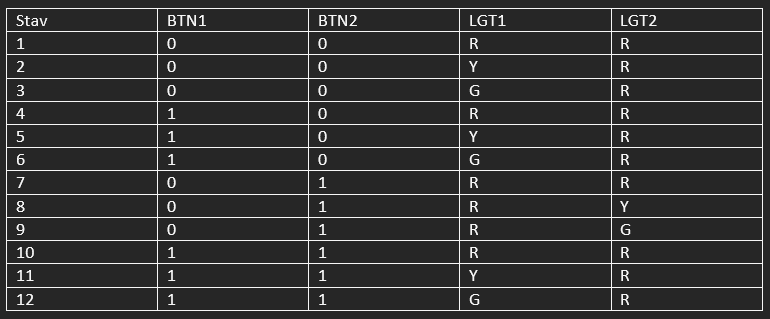 Stav BTN1 BTN2 LGT1 LGT2
1 0 0 R R
2 0 0 Y R
3 0 0 G R
4 1 0 R R
5 1 0 Y R
6 1 0 G R
7 0 1 R R
8 0 1 R Y
9 0 1 R G
10 1 1 R R
11 1 1 Y R
12 1 1 G R